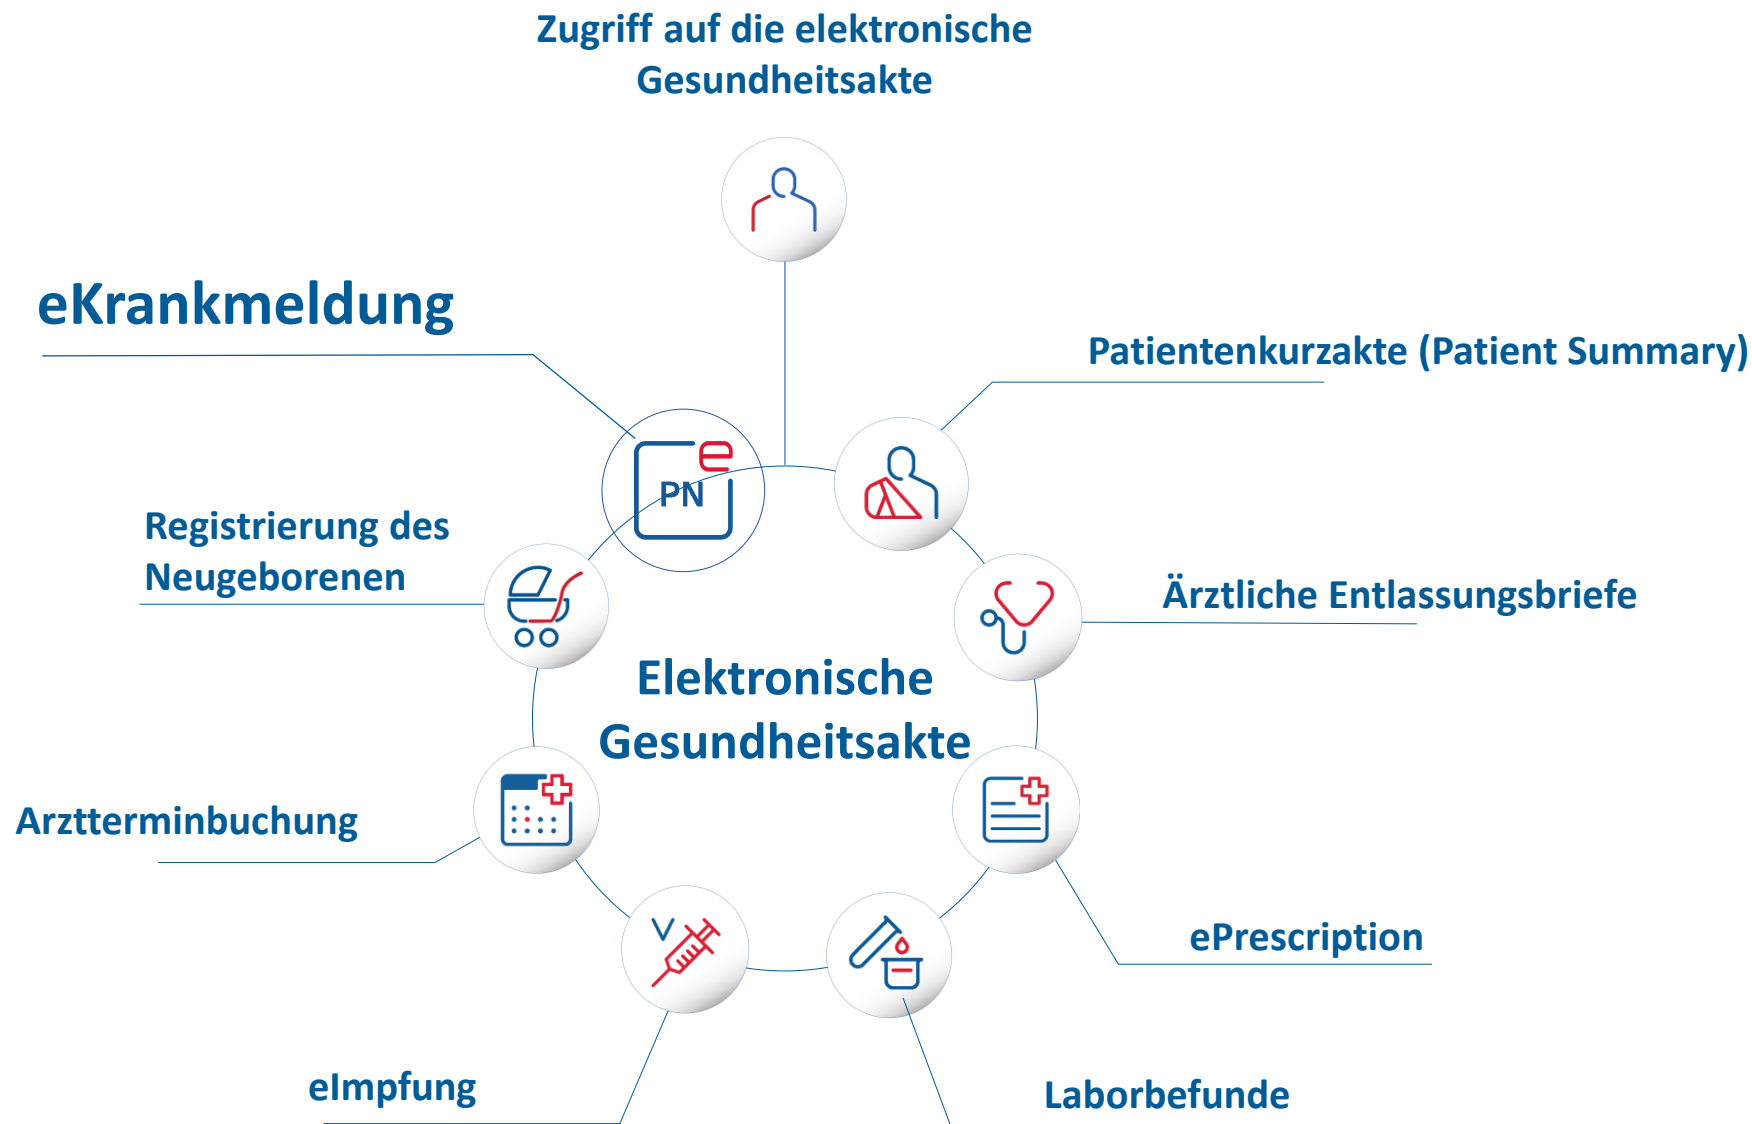 Zugriff auf die elektronische
Gesundheitsakte
eKrankmeldung
Patientenkurzakte (Patient Summary)
e
PN
Registrierung des
Neugeborenen
Ärztliche Entlassungsbriefe
Elektronische
Gesundheitsakte
Arztterminbuchung
V
ePrescription
eImpfung
Laborbefunde